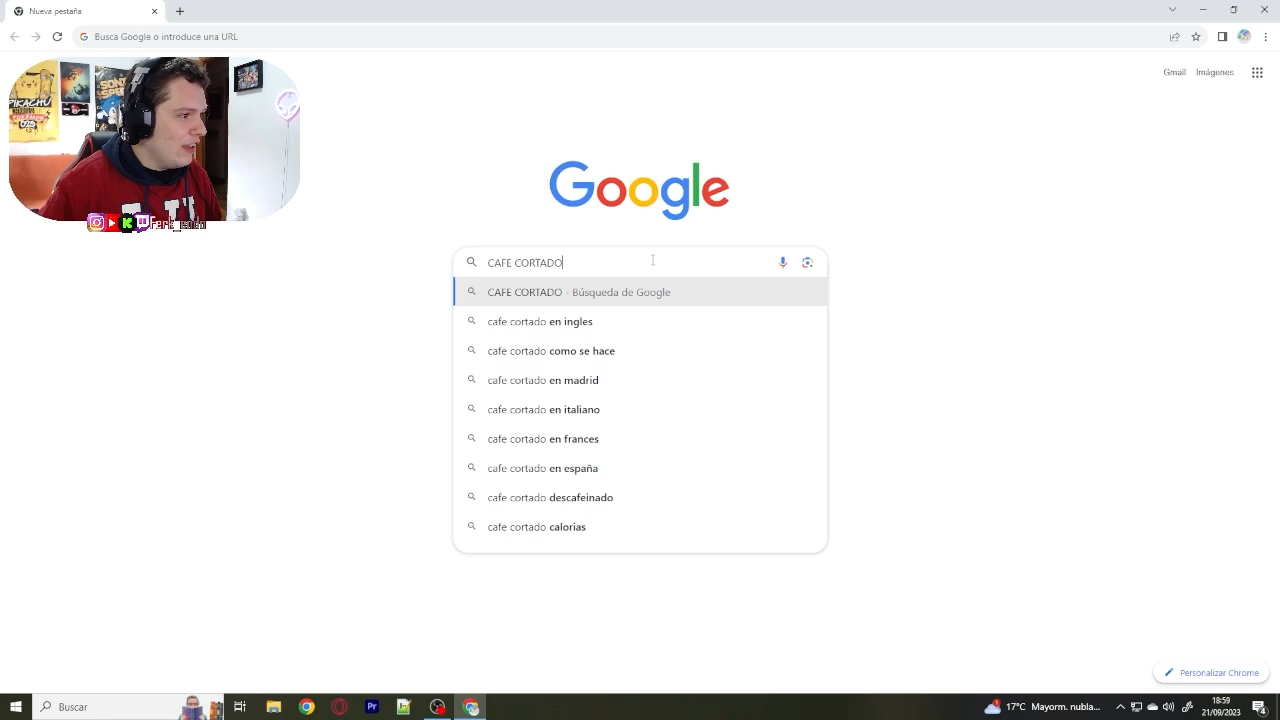 Nueva pestaña
Busca Google o introduce una URL
Gmail Imágenes
PIKACHU
SONIC
Google
CAFE CORTADO
CAFE CORTADO - Búsqueda de Google
cafe cortado en ingles
cafe cortado como se hace
cafe cortado en madrid
cafe cortado en italiano
cafe cortado en frances
cafe cortado en españa
cafe cortado descafeinado
cafe cortado calorias
Personalizar Chrome
Buscar
17°C Mayorm. nubla...
18:59
21/09/2023